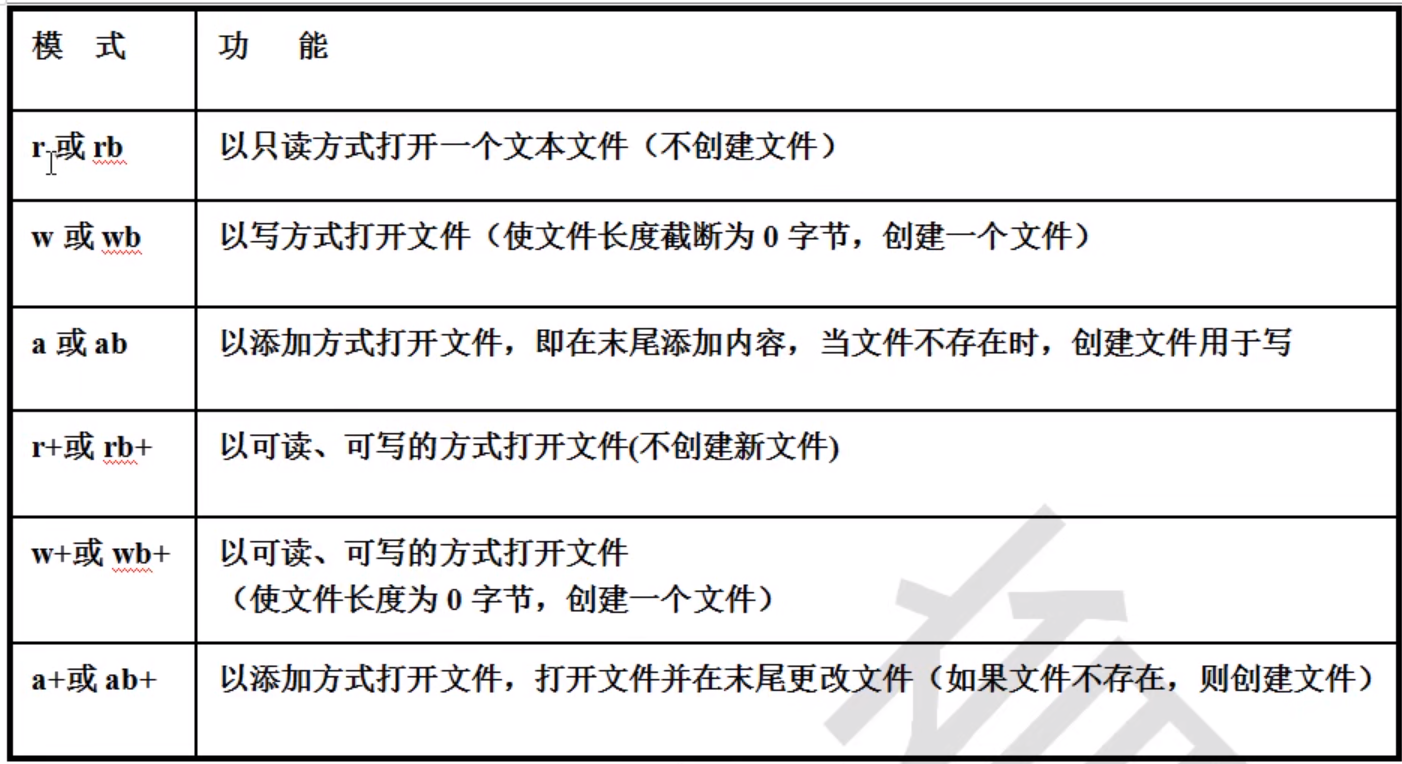 模 式 功 能
r 或 rb 以只读方式打开一个文本文件（不创建文件）
w 或 wb 以写方式打开文件（使文件长度截断为 0 字节，创建一个文件）
a 或 ab 以添加方式打开文件，即在末尾添加内容，当文件不存在时，创建文件用于写
r+或 rb+ 以可读、可写的方式打开文件(不创建新文件)
w+或 wb+ 以可读、可写的方式打开文件
（使文件长度为 0 字节，创建一个文件）
a+或 ab+ 以添加方式打开文件，打开文件并在末尾更改文件（如果文件不存在，则创建文件）